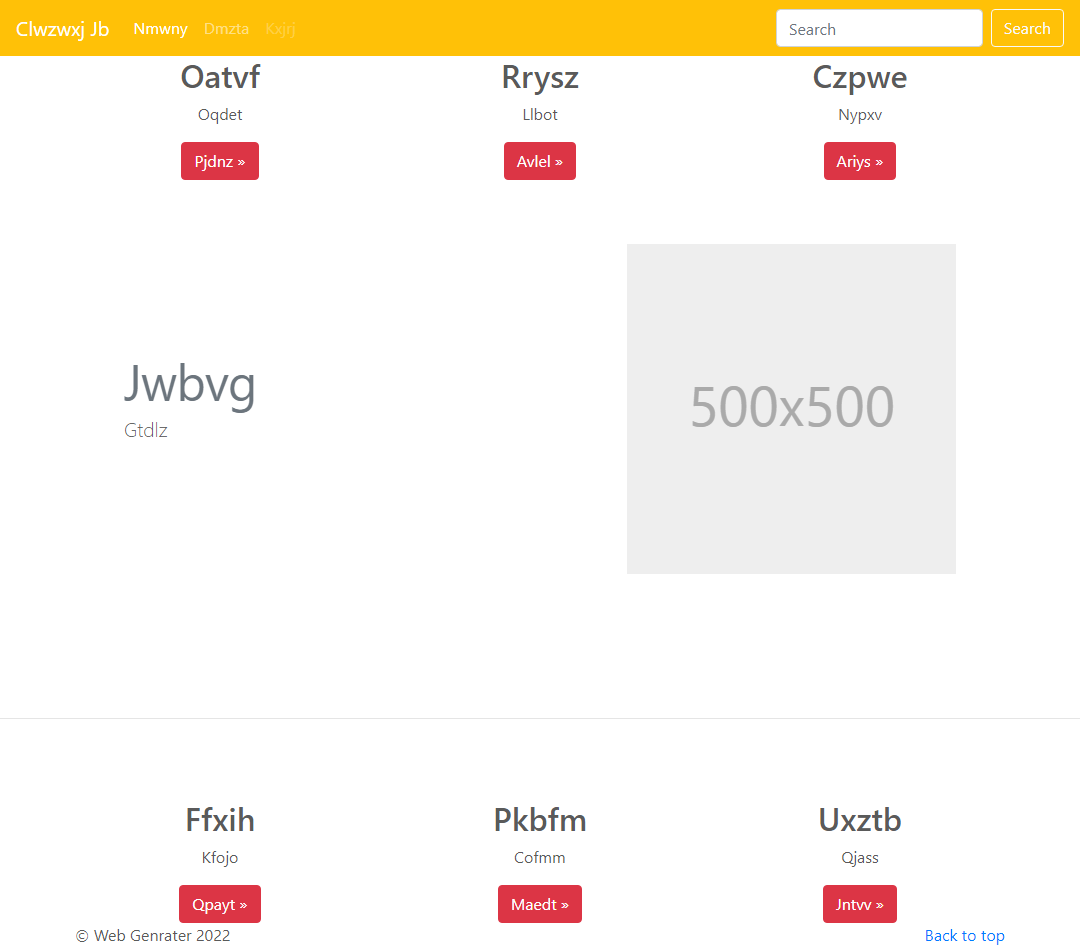 Clwzwxj Jb Nmwny Dmzta Kxjrj Search Search
Oatvf Rrysz Czpwe
Oqdet Llbot Nypxv
Pjdnz » Avlel » Ariys »
Jwbvg
Gtdlz
500x500
Ffxih Pkbfm Uxztb
Kfojo Cofmm Qjass
Qpayt » Maedt » Jntvv »
© Web Genrater 2022 Back to top